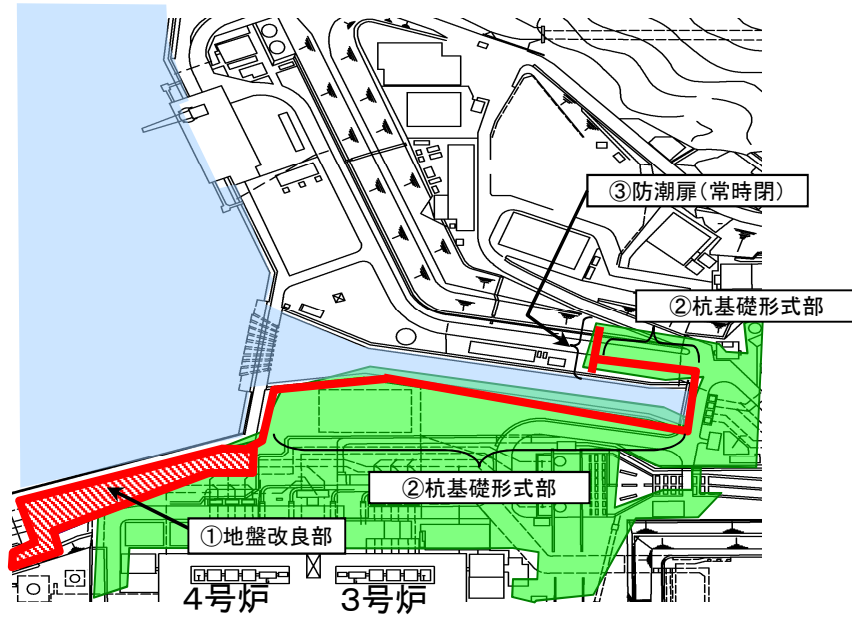 ③防潮扉(常時閉)
②杭基礎形式部
②杭基礎形式部
①地盤改良部
4号炉
3号炉